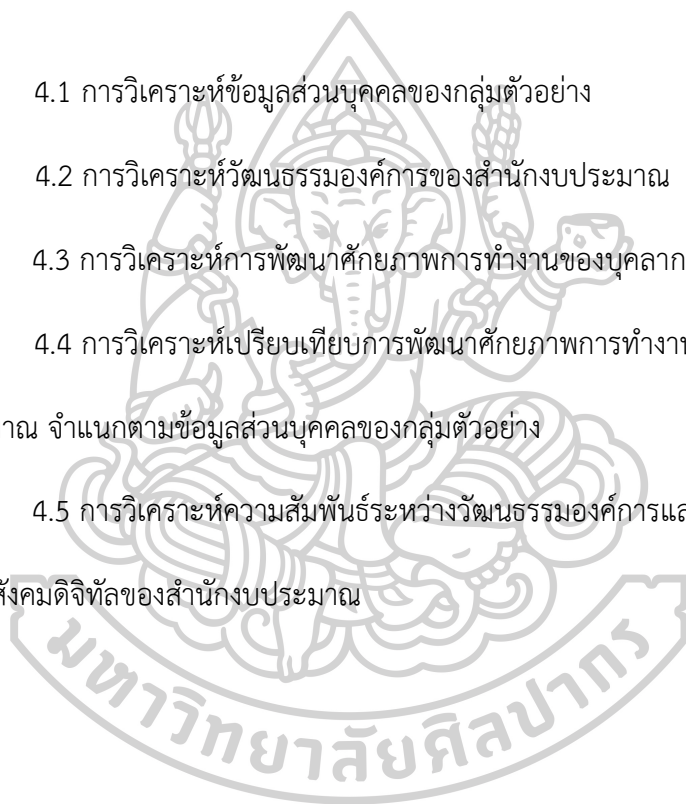 4.1 การวิเคราะห์ข้อมูลส่วนบุคคลของกลุ่มตัวอย่าง
4.2 การวิเคราะห์วัฒนธรรมองค์การของสำนักงบประมาณ
4.3 การวิเคราะห์การพัฒนาศักยภาพการทำงานของบุคลาก
4.4 การวิเคราะห์เปรียบเทียบการพัฒนาศักยภาพการทำงา
าณ จำแนกตามข้อมูลส่วนบุคคลของกลุ่มตัวอย่าง
4.5 การวิเคราะห์ความสัมพันธ์ระหว่างวัฒนธรรมองค์การแล
สังคมดิจิทัลของสำนักงบประมาณ
มหาวิทยาลัยศิลปากร